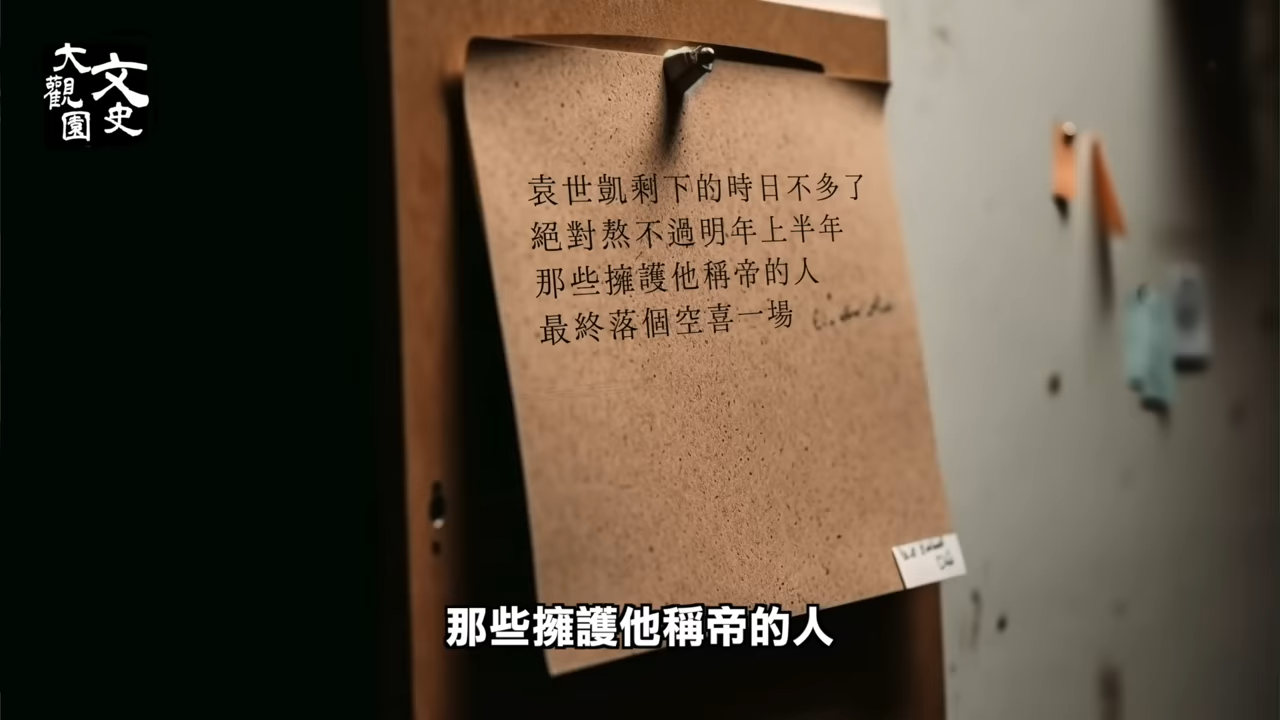 文史
大觀園
袁世凱剩下的時日不多了
絕對熬不過明年上半年
那些擁護他稱帝的人
最終落個空喜一場
那些擁護他稱帝的人